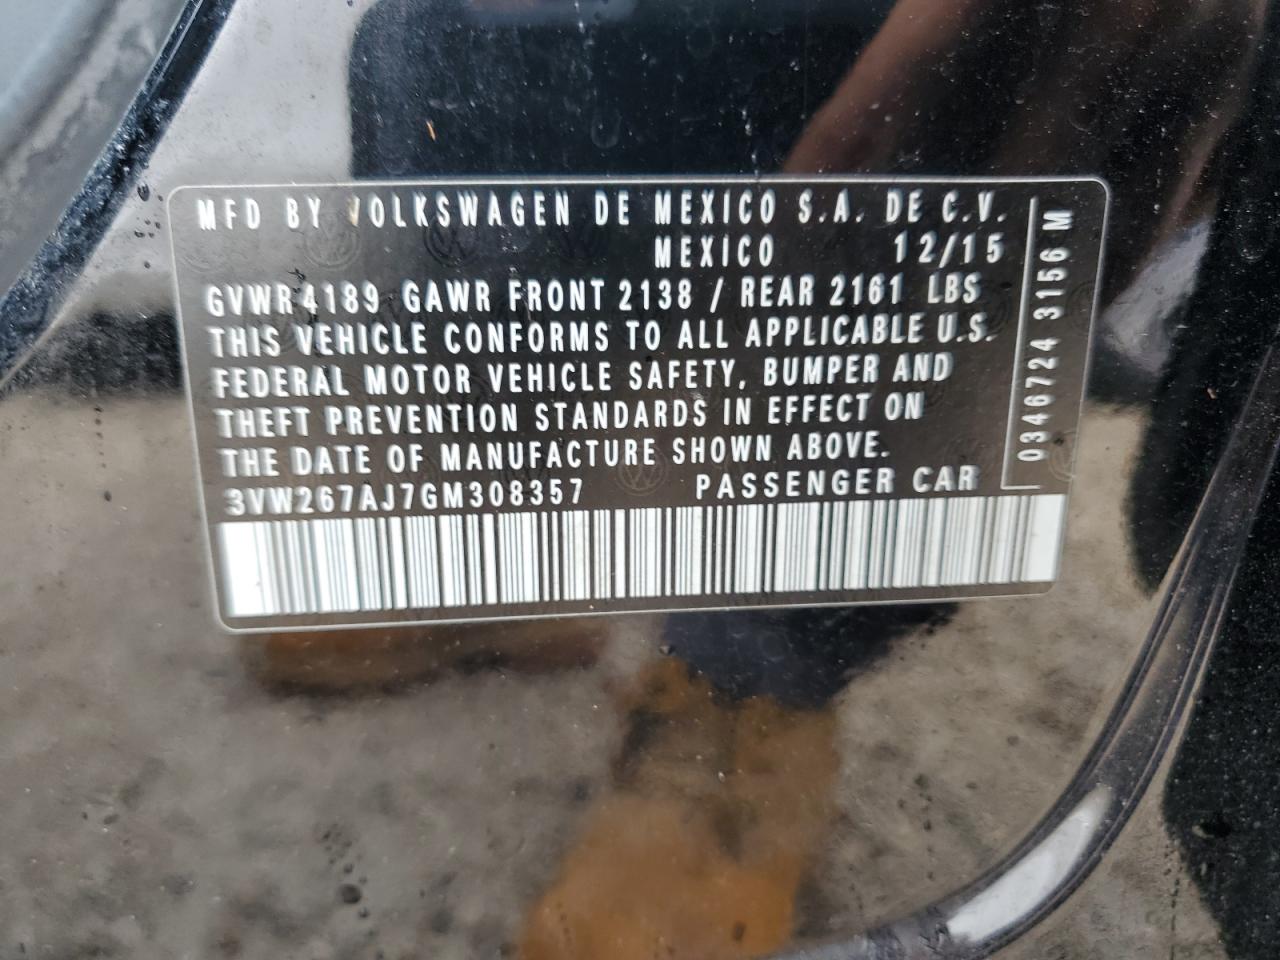 MFD BY VOLKSWAGEN DE MEXICO S.A. DE C.V.
MEXICO 12/15
GVWR 4189 GAWR FRONT 2138 / REAR 2161 LBS
THIS VEHICLE CONFORMS TO ALL APPLICABLE U.S.
FEDERAL MOTOR VEHICLE SAFETY, BUMPER AND
THEFT PREVENTION STANDARDS IN EFFECT ON
THE DATE OF MANUFACTURE SHOWN ABOVE.
3VW267AJ7GM308357 PASSENGER CAR
0346724 3156 M